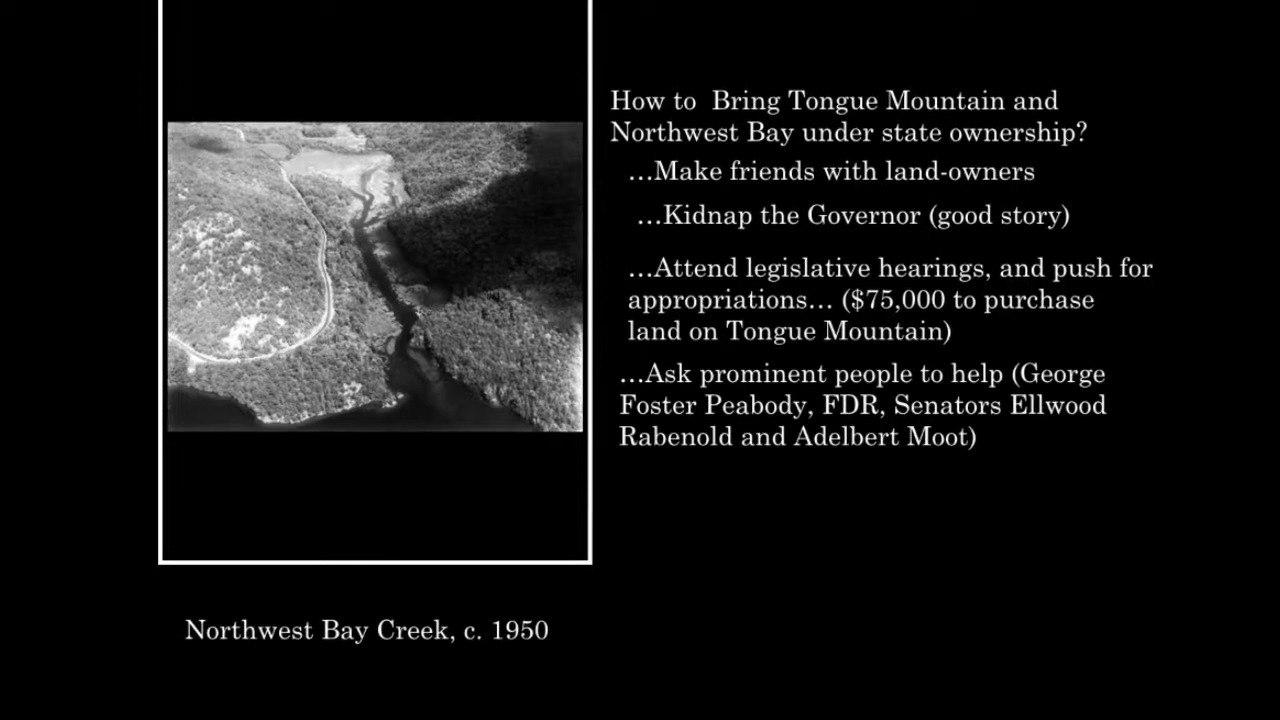 How to Bring Tongue Mountain and
Northwest Bay under state ownership?
…Make friends with land-owners
…Kidnap the Governor (good story)
…Attend legislative hearings, and push for
appropriations… ($75,000 to purchase
land on Tongue Mountain)
…Ask prominent people to help (George
Foster Peabody, FDR, Senators Ellwood
Rabenold and Adelbert Moot)
Northwest Bay Creek, c. 1950